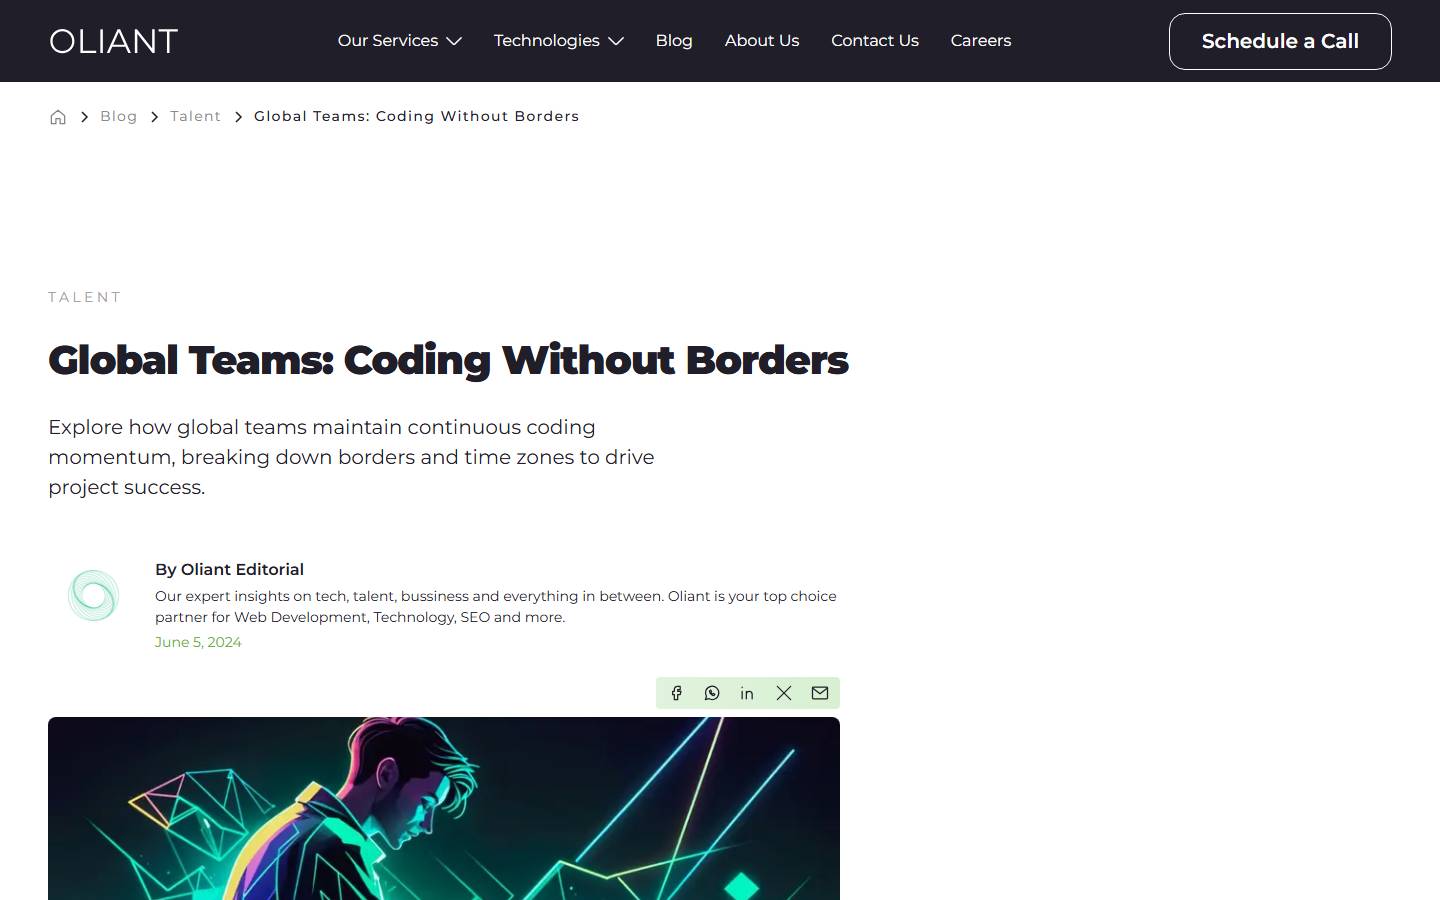 OLIANT
Our Services
Technologies
Blog
About Us
Contact Us
Careers
Schedule a Call
Blog
Talent
Global Teams: Coding Without Borders
TALENT
Global Teams: Coding Without Borders
Explore how global teams maintain continuous coding
momentum, breaking down borders and time zones to drive
project success.
By Oliant Editorial
Our expert insights on tech, talent, bussiness and everything in between. Oliant is your top choice
partner for Web Development, Technology, SEO and more.
June 5, 2024